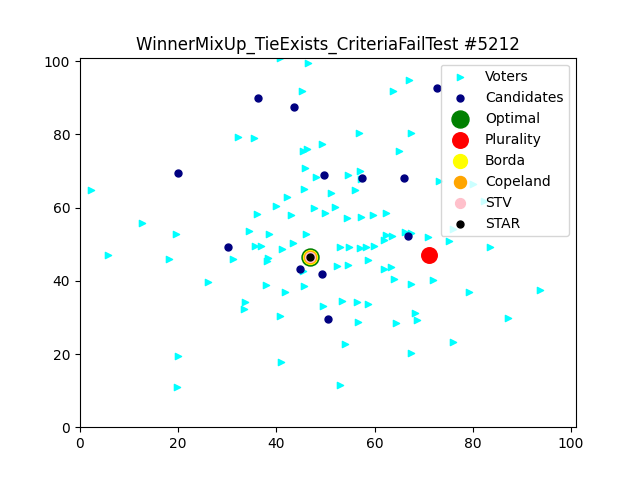 WinnerMixUp_TieExists_CriteriaFailTest #5212
100
80
60
40
20
0
0 20 40 60 80 100
Voters
Candidates
Optimal
Plurality
Borda
Copeland
STV
STAR